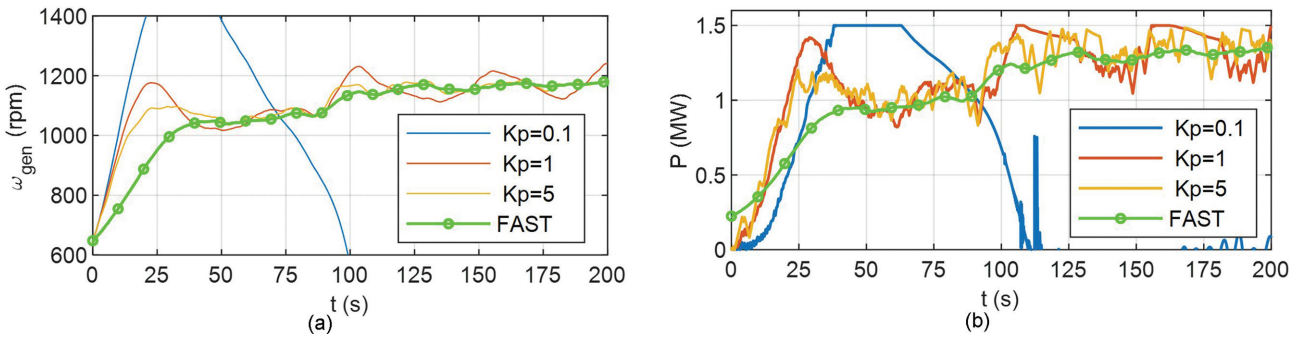 1400
1200
1000
800
600
ω_gen (rpm)
Kp=0.1
Kp=1
Kp=5
FAST
0 25 50 75 100 125 150 175 200
t (s)
(a)
1.5
1
0.5
0
P (MW)
Kp=0.1
Kp=1
Kp=5
FAST
0 25 50 75 100 125 150 175 200
t (s)
(b)